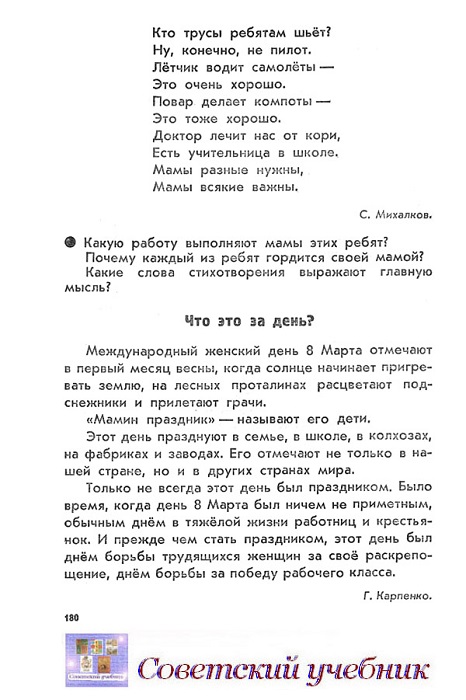 Кто трусы ребятам шьёт?
Ну, конечно, не пилот.
Лётчик водит самолёты —
Это очень хорошо.
Повар делает компоты —
Это тоже хорошо.
Доктор лечит нас от кори,
Есть учительница в школе.
Мамы разные нужны,
Мамы всякие важны.
С. Михалков.
● Какую работу выполняют мамы этих ребят?
Почему каждый из ребят гордится своей мамой?
Какие слова стихотворения выражают главную
мысль?
Что это за день?
Международный женский день 8 Марта отмечают
в первый месяц весны, когда солнце начинает пригре-
вать землю, на лесных проталинах расцветают под-
снежники и прилетают грачи.
«Мамин праздник» — называют его дети.
Этот день празднуют в семье, в школе, в колхозах,
на фабриках и заводах. Его отмечают не только в на-
шей стране, но и в других странах мира.
Только не всегда этот день был праздником. Было
время, когда день 8 Марта был ничем не приметным,
обычным днём в тяжёлой жизни работниц и крестья-
нок. И прежде чем стать праздником, этот день был
днём борьбы трудящихся женщин за своё раскрепо-
щение, днём борьбы за победу рабочего класса.
Г. Карпенко.
180
Советский учебник
Советский учебник